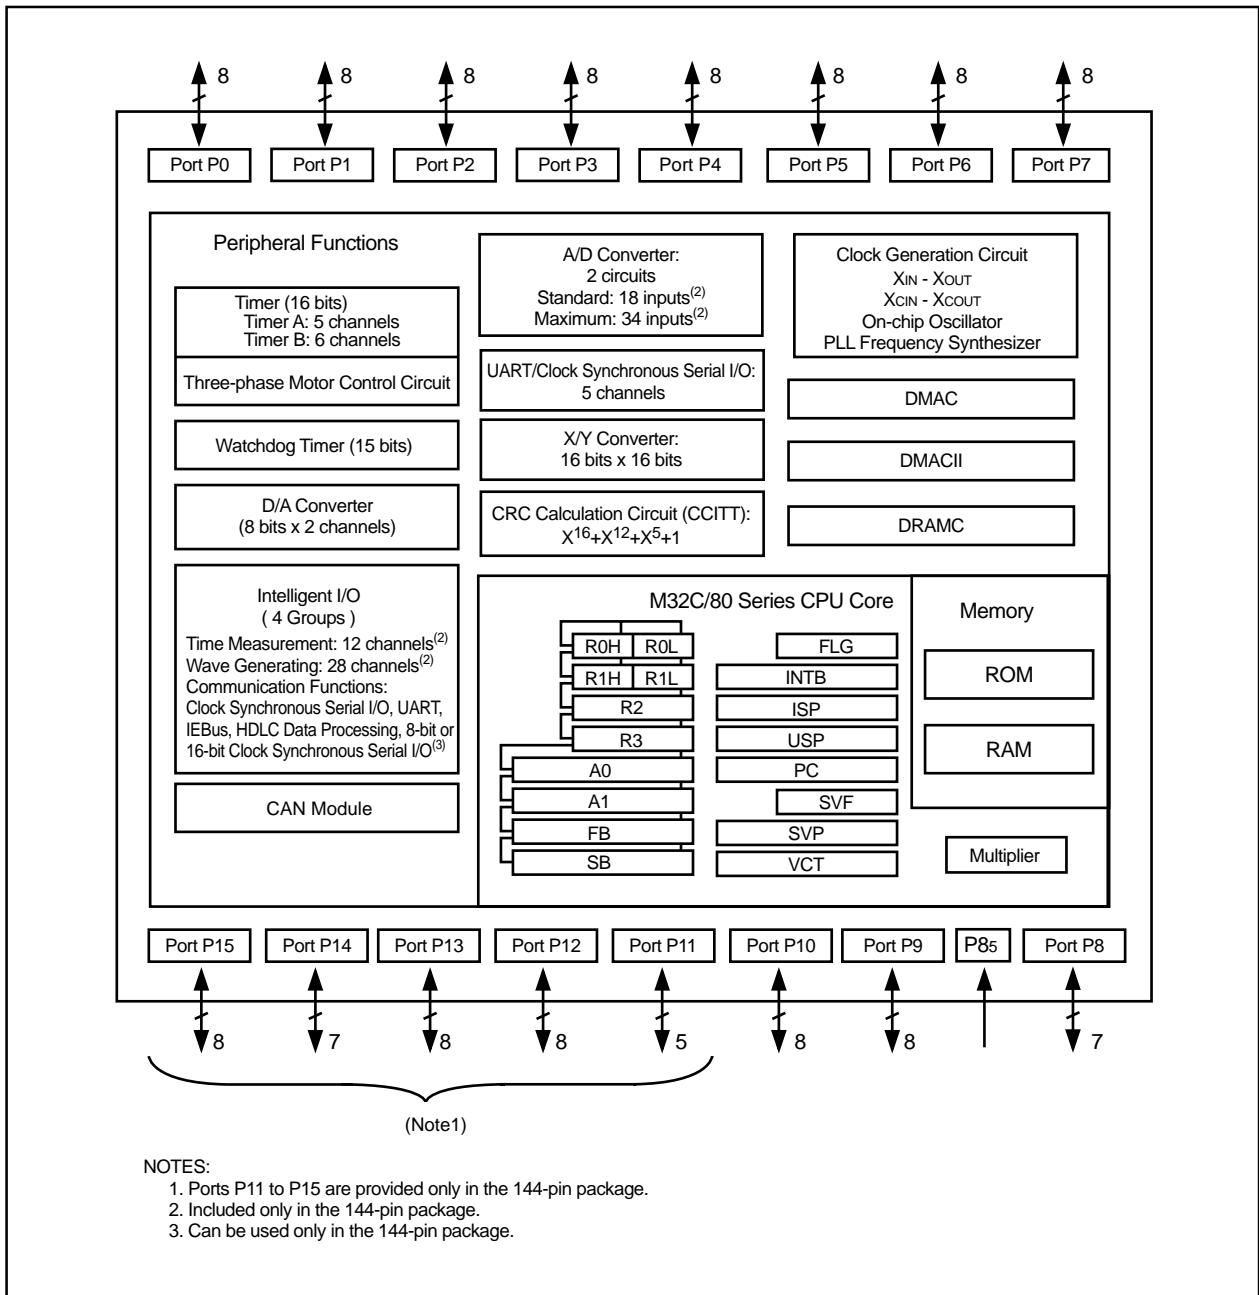 8 8 8 8 8 8 8 8
Port P0 Port P1 Port P2 Port P3 Port P4 Port P5 Port P6 Port P7
Peripheral Functions
Timer (16 bits)
Timer A: 5 channels
Timer B: 6 channels
Three-phase Motor Control Circuit
Watchdog Timer (15 bits)
D/A Converter
(8 bits x 2 channels)
Intelligent I/O
( 4 Groups )
Time Measurement: 12 channels(2)
Wave Generating: 28 channels(2)
Communication Functions:
Clock Synchronous Serial I/O, UART,
IEBus, HDLC Data Processing, 8-bit or
16-bit Clock Synchronous Serial I/O(3)
CAN Module
A/D Converter:
2 circuits
Standard: 18 inputs(2)
Maximum: 34 inputs(2)
UART/Clock Synchronous Serial I/O:
5 channels
X/Y Converter:
16 bits x 16 bits
CRC Calculation Circuit (CCITT):
X16+X12+X5+1
Clock Generation Circuit
XIN - XOUT
XCIN - XCOUT
On-chip Oscillator
PLL Frequency Synthesizer
DMAC
DMACII
DRAMC
M32C/80 Series CPU Core
R0H R0L
R1H R1L
R2
R3
A0
A1
FB
SB
FLG
INTB
ISP
USP
PC
SVF
SVP
VCT
Memory
ROM
RAM
Multiplier
Port P15 Port P14 Port P13 Port P12 Port P11 Port P10 Port P9 P85 Port P8
8 7 8 8 5 8 8 7
(Note1)
NOTES:
1. Ports P11 to P15 are provided only in the 144-pin package.
2. Included only in the 144-pin package.
3. Can be used only in the 144-pin package.